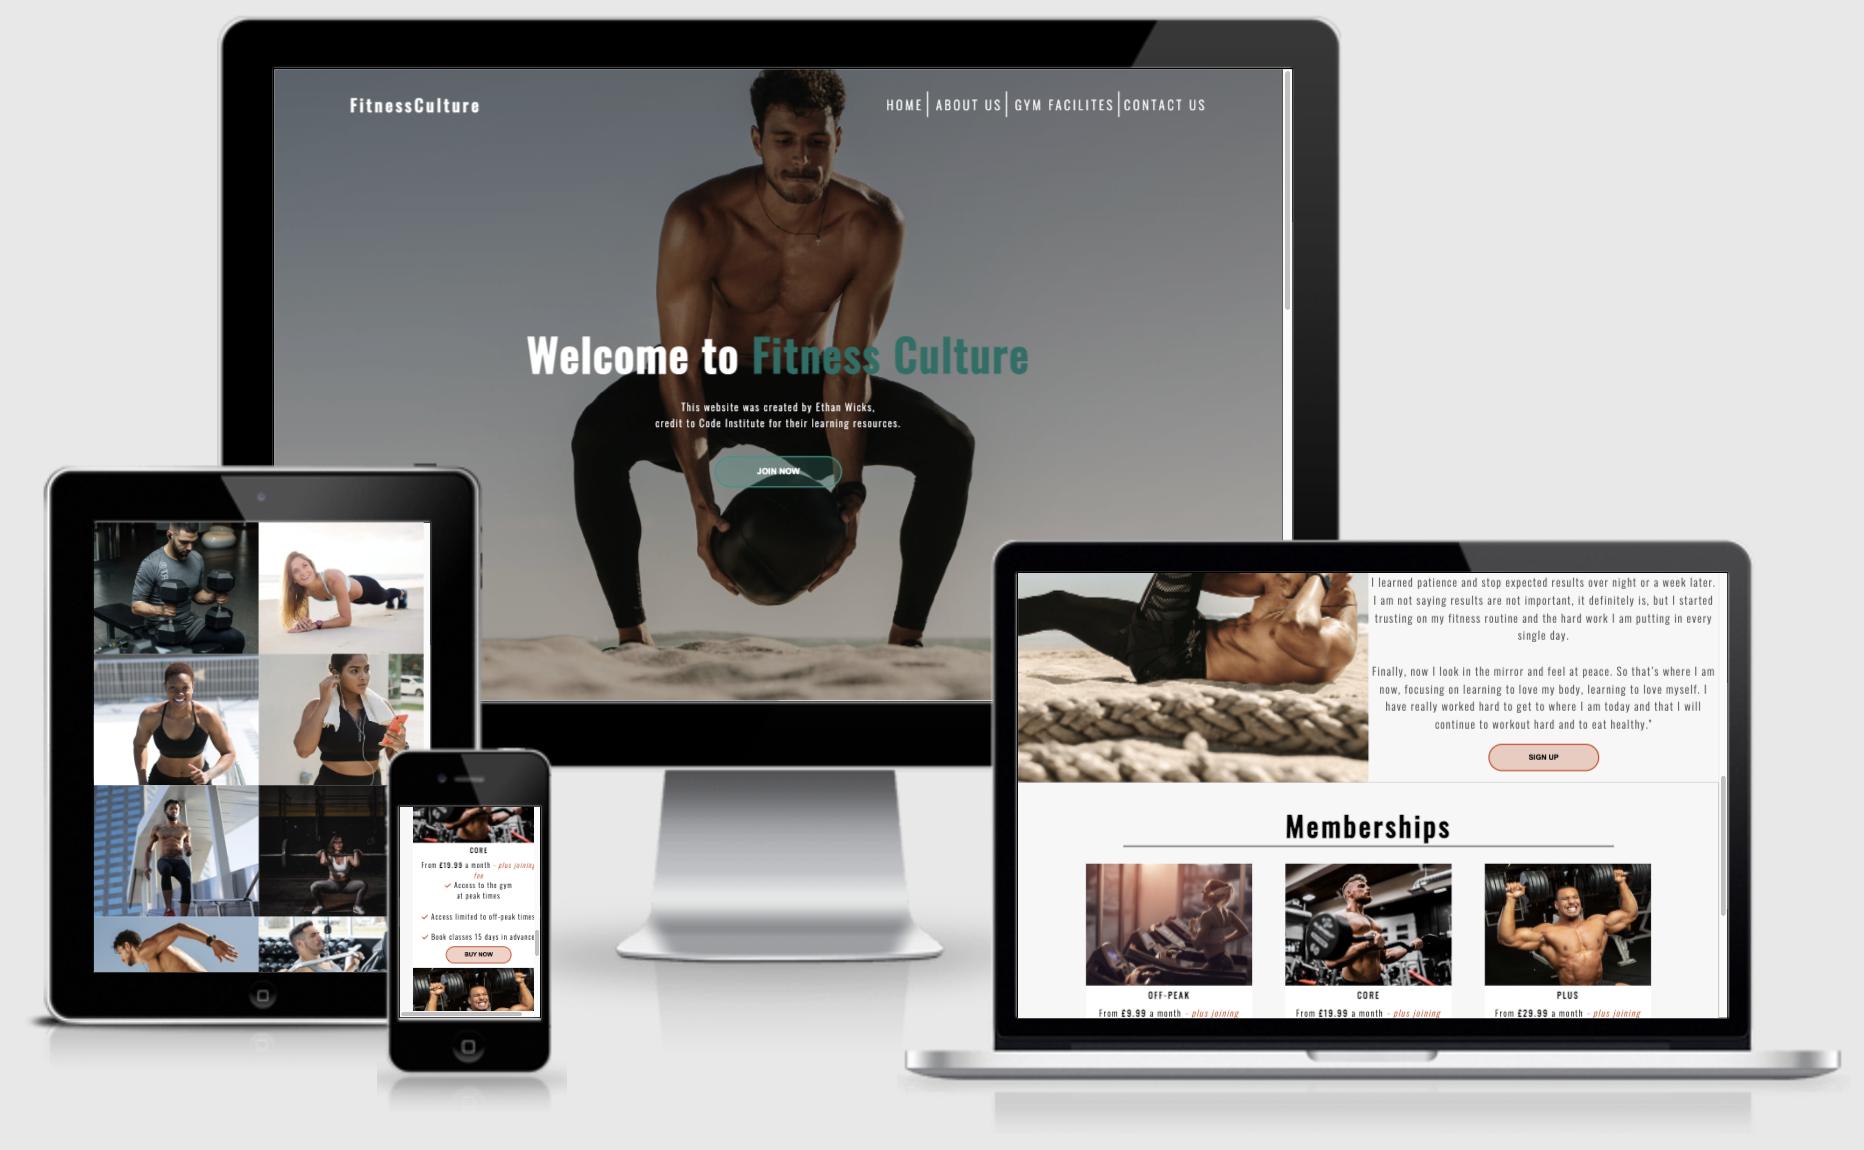 FitnessCulture
HOME
ABOUT US
GYM FACILITES
CONTACT US
Welcome to Fitness Culture
This website was created by Ethan Wicks,
credit to Code Institute for their learning resources.
JOIN NOW
CORE
From £19.99 a month - plus joining
fee
Access to the gym
at peak times
Access limited to off-peak times
Book classes 15 days in advance
BUY NOW
I learned patience and stop expected results over night or a week later.
I am not saying results are not important, it definitely is, but I started
trusting on my fitness routine and the hard work I am putting in every
single day.
Finally, now I look in the mirror and feel at peace. So that's where I am
now, focusing on learning to love my body, learning to love myself. I
have really worked hard to get to where I am today and that I will
continue to workout hard and to eat healthy."
SIGN UP
Memberships
OFF-PEAK
From £9.99 a month - plus joining
CORE
From £19.99 a month - plus joining
PLUS
From £29.99 a month - plus joining